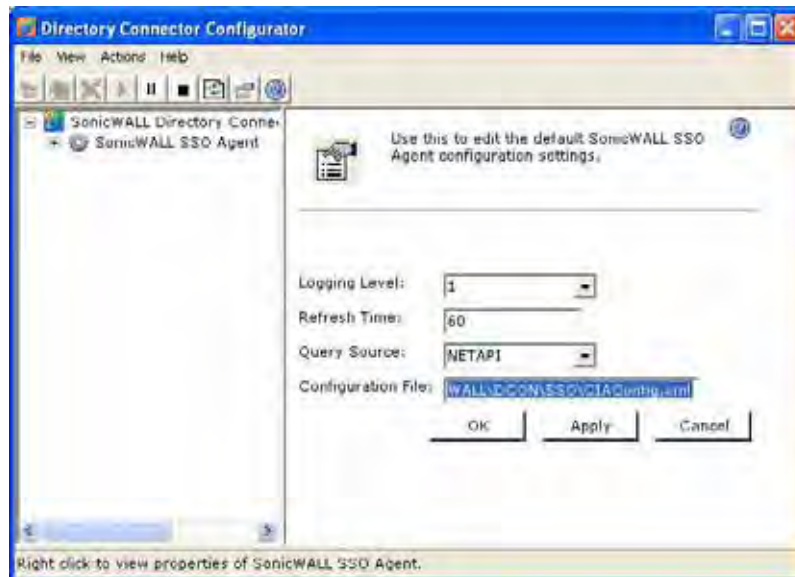 Directory Connector Configurator
File View Actions Help
SonicWALL Directory Conne
SonicWALL SSO Agent
Use this to edit the default SonicWALL SSO
Agent configuration settings.
Logging Level: 1
Refresh Time: 60
Query Source: NETAPI
Configuration File: WALL\DCON\SSO\CIAConfig.xml
OK Apply Cancel
Right click to view properties of SonicWALL SSO Agent.